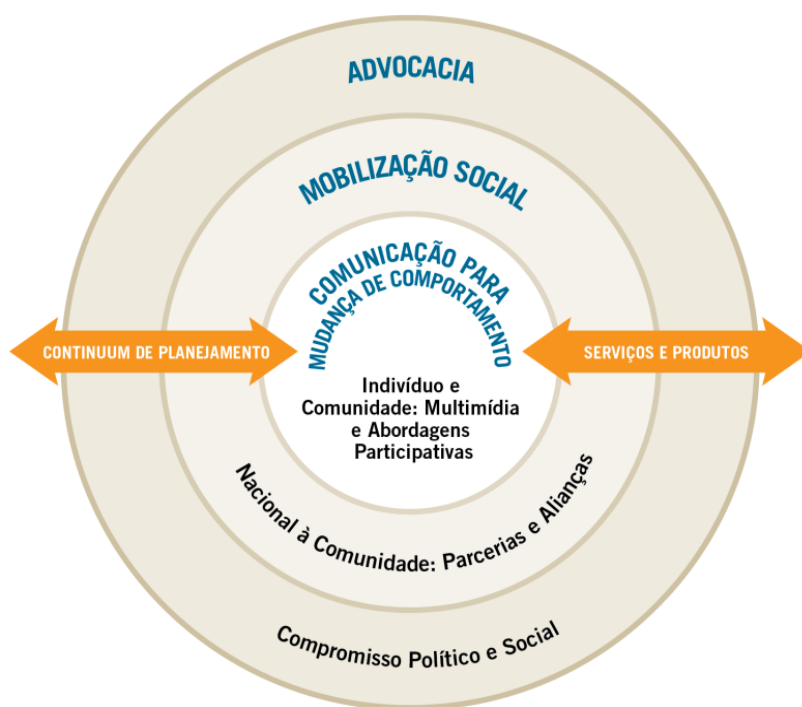 ADVOCACIA
MOBILIZAÇÃO SOCIAL
COMUNICAÇÃO PARA
MUDANÇA DE COMPORTAMENTO
CONTINUUM DE PLANEJAMENTO
SERVIÇOS E PRODUTOS
Indivíduo e
Comunidade: Multimídia
e Abordagens
Participativas
Nacional à Comunidade: Parcerias e Alianças
Compromisso Político e Social